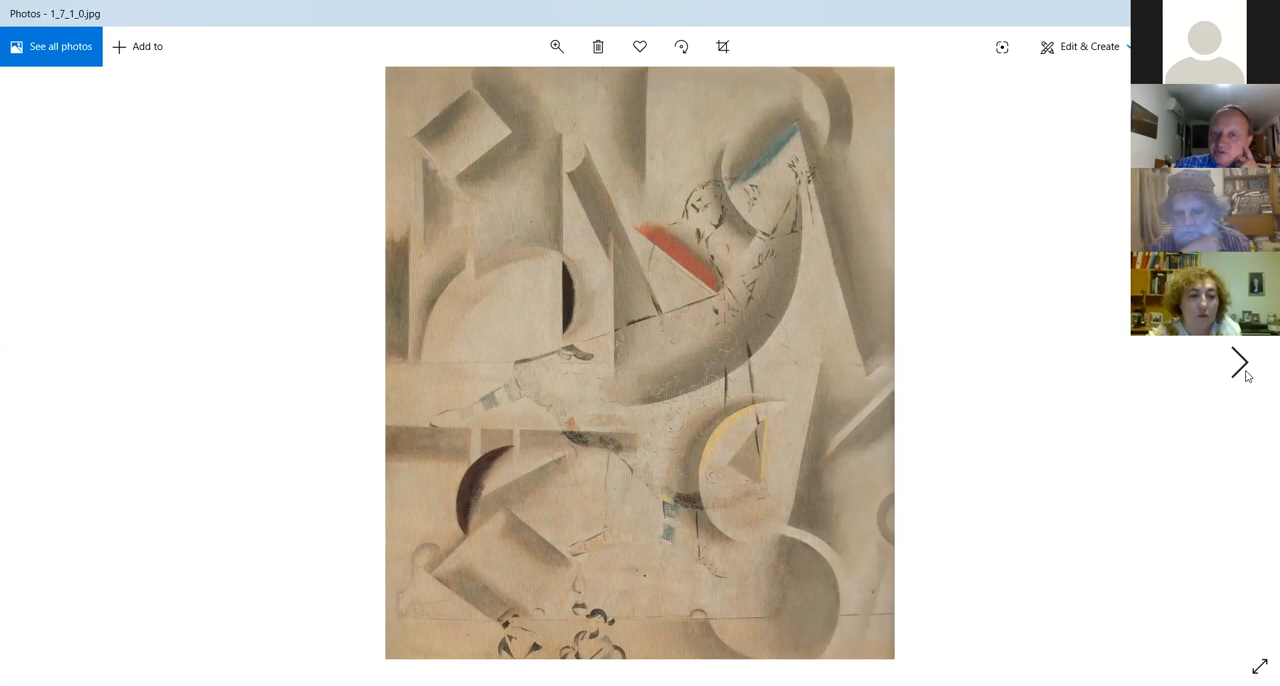 Photos - 1_7_1_0.jpg
See all photos
Add to
Edit & Create